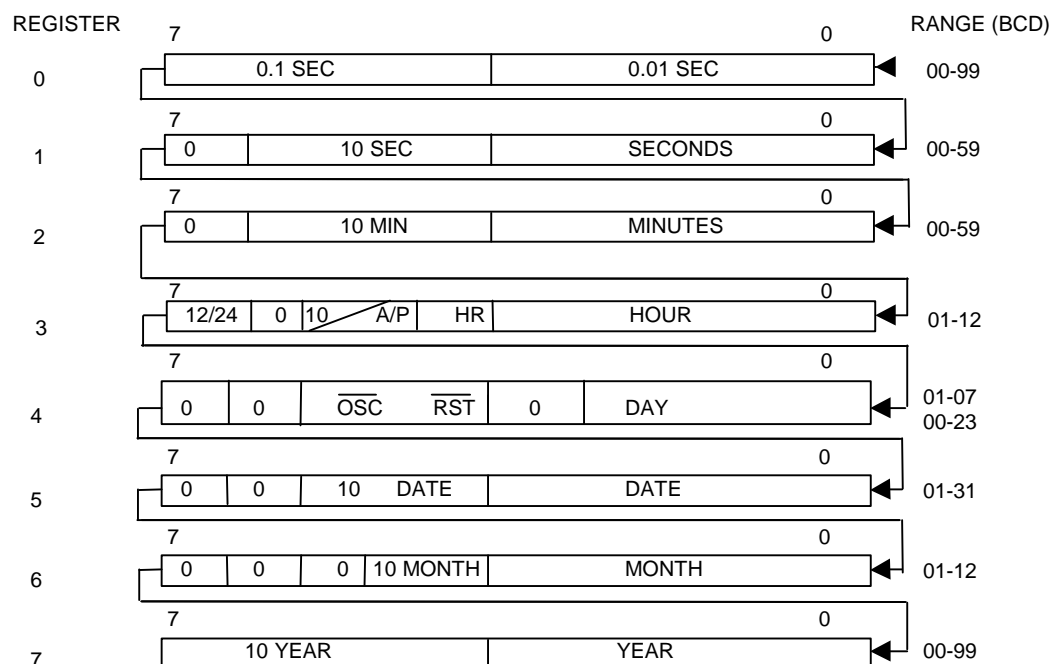 REGISTER 7 0 RANGE (BCD)
0 0.1 SEC 0.01 SEC 00-99
7 0
1 0 10 SEC SECONDS 00-59
7 0
2 0 10 MIN MINUTES 00-59
7 0
3 12/24 0 10 A/P HR HOUR 01-12
7 0
4 0 0 OSC RST 0 DAY 01-07
00-23
7 0
5 0 0 10 DATE DATE 01-31
7 0
6 0 0 0 10 MONTH MONTH 01-12
7 0
7 10 YEAR YEAR 00-99